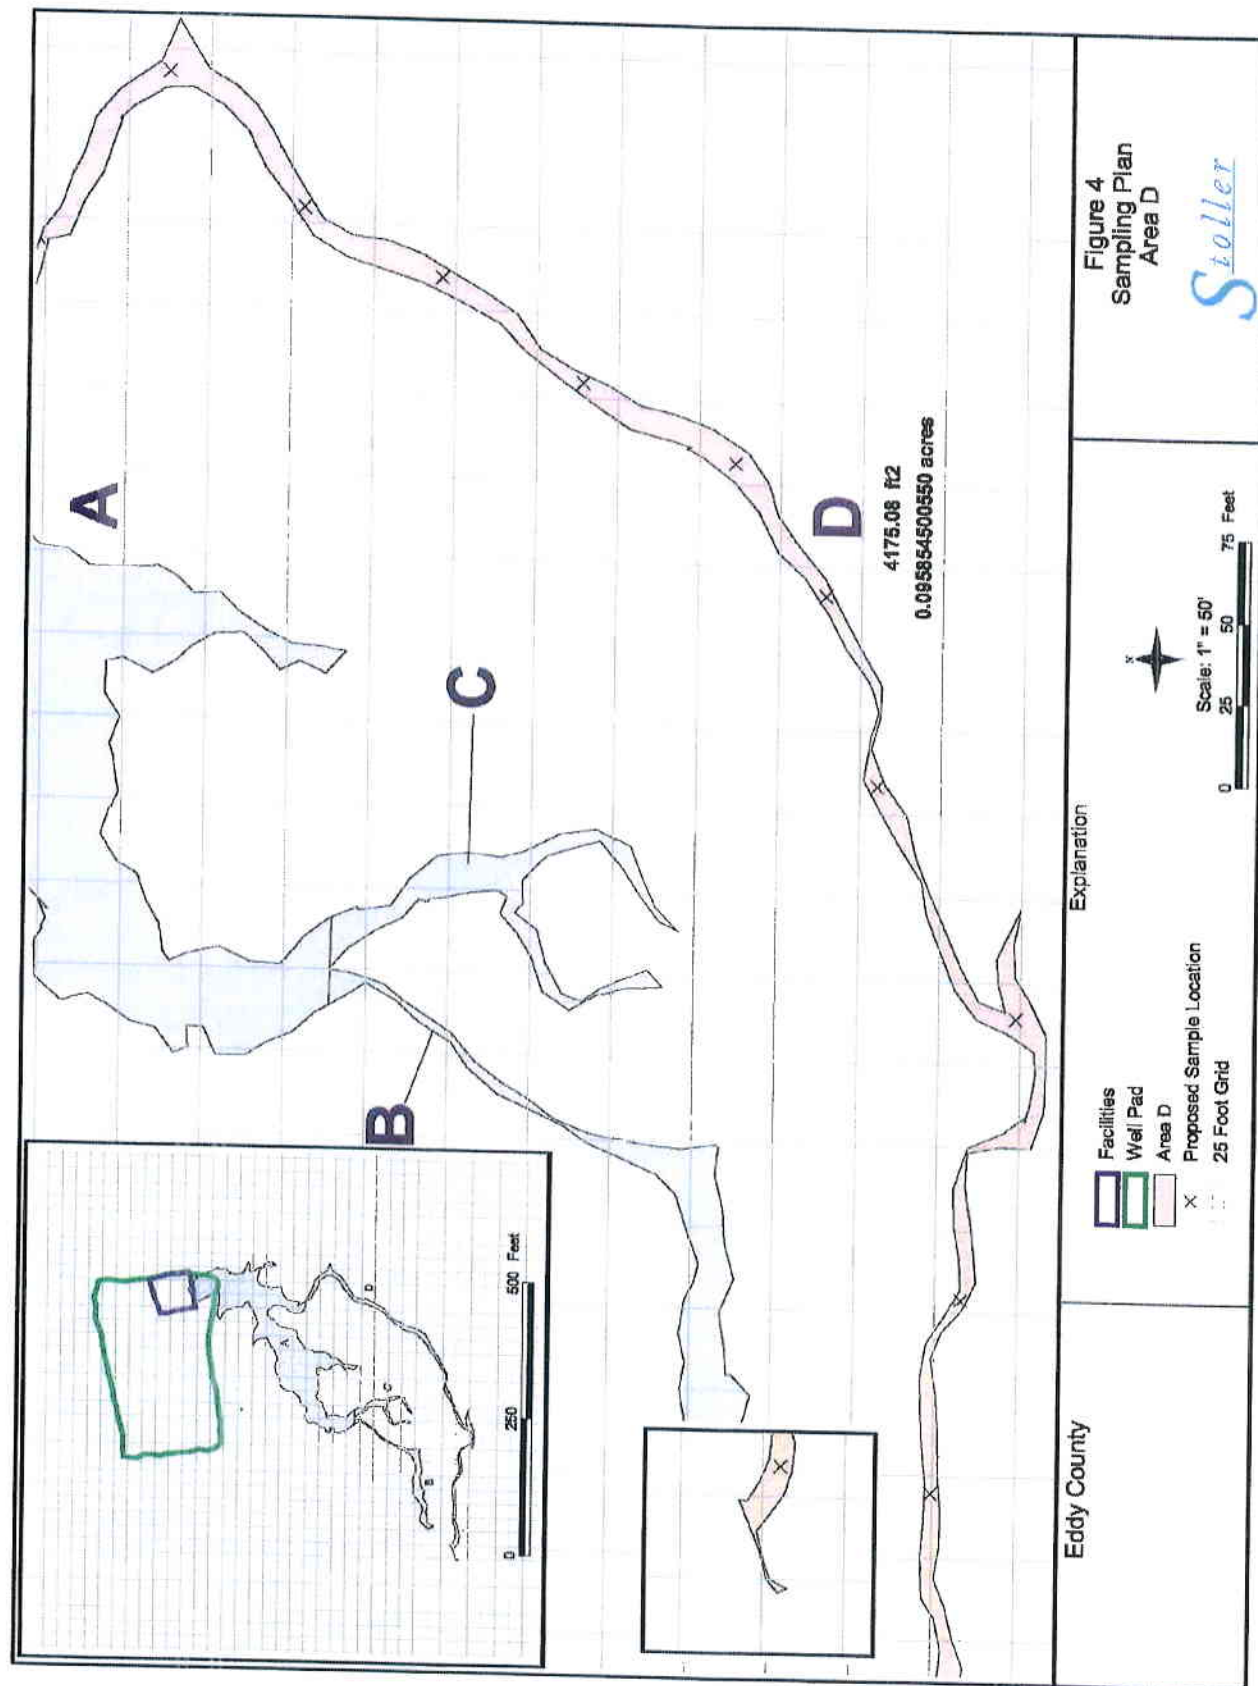 A
C
B
D
4175.08 ft2
0.095854500550 acres
A
C
B
D
0 250 500 Feet
Eddy County
Explanation
Facilities
Well Pad
Area D
Proposed Sample Location
25 Foot Grid
N
Scale: 1" = 50'
0 25 50 75 Feet
Figure 4
Sampling Plan
Area D
Stoller